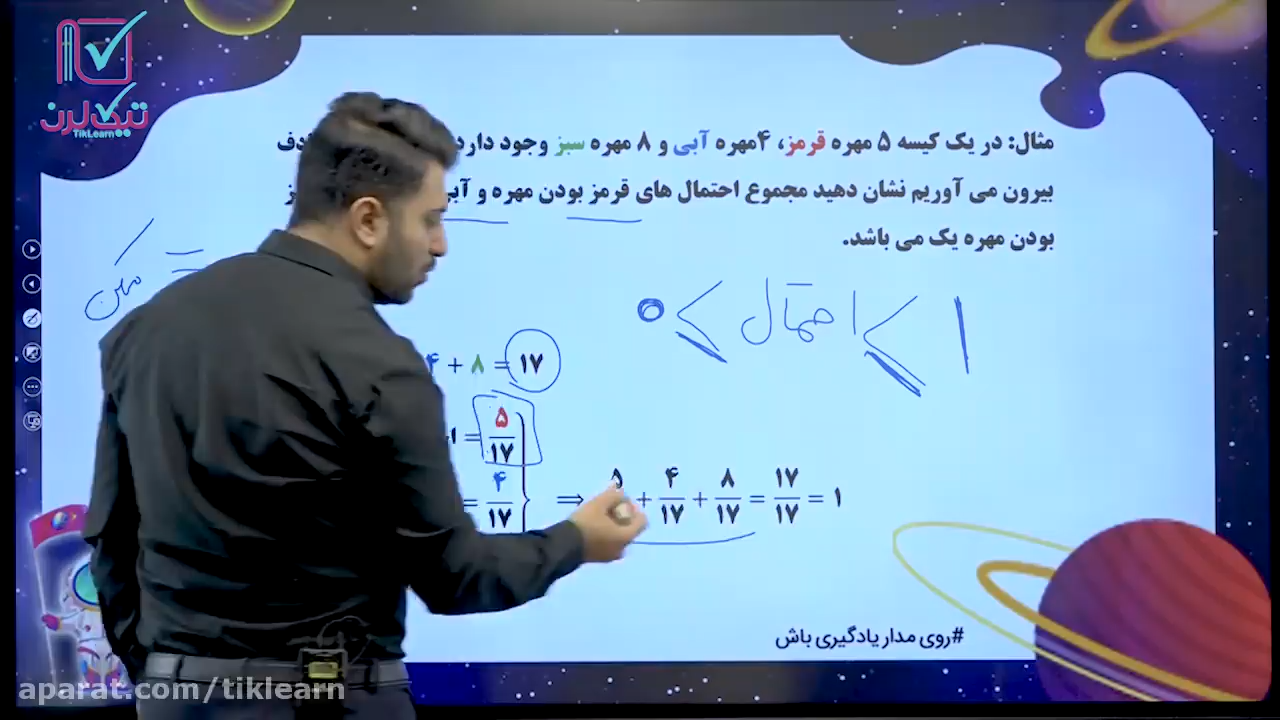 تیک لرن
TikLearn
مثال: در یک کیسه ۵ مهره قرمز، ۴مهره آبی و ۸ مهره سبز وجود دارد
بیرون می آوریم نشان دهید مجموع احتمال های قرمز بودن مهره و آبی
بودن مهره یک می باشد.
۰ < احتمال < ۱
۴ + ۸ = ۱۷
= ۵/۱۷
= ۴/۱۷
⇒ ۵ + ۴/۱۷ + ۸/۱۷ = ۱۷/۱۷ = ۱
#روی مدار یادگیری باش
aparat.com/tiklearn